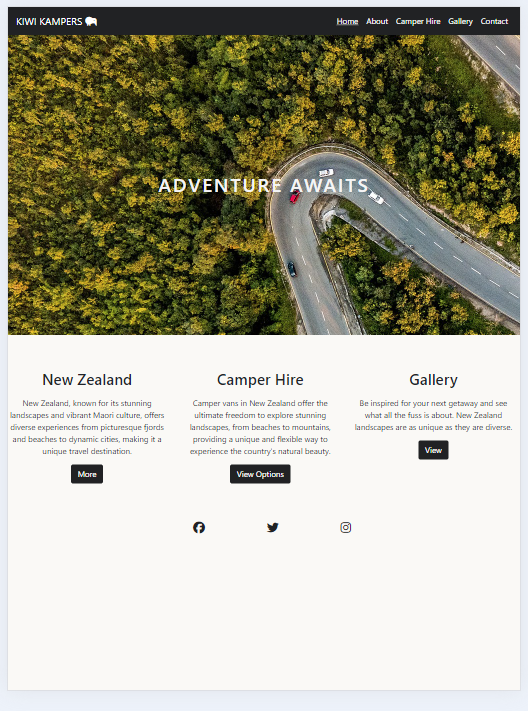 KIWI KAMPERS
Home About Camper Hire Gallery Contact
ADVENTURE AWAITS
New Zealand
New Zealand, known for its stunning
landscapes and vibrant Maori culture, offers
diverse experiences from picturesque fjords
and beaches to dynamic cities, making it a
unique travel destination.
More
Camper Hire
Camper vans in New Zealand offer the
ultimate freedom to explore stunning
landscapes, from beaches to mountains,
providing a unique and flexible way to
experience the country's natural beauty.
View Options
Gallery
Be inspired for your next getaway and see
what all the fuss is about. New Zealand
landscapes are as unique as they are diverse.
View